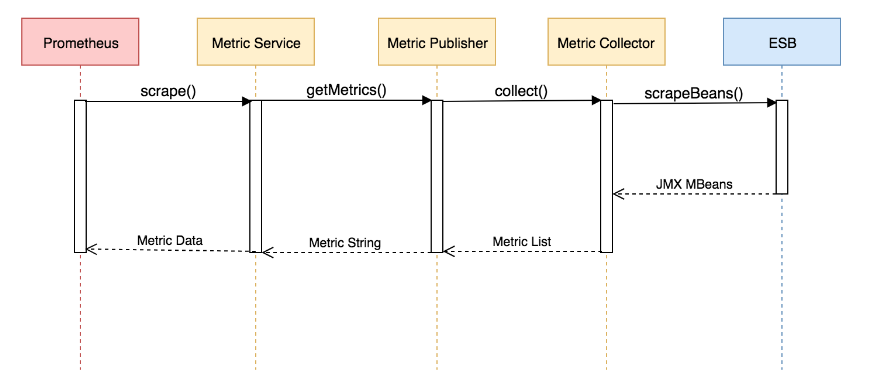 Prometheus
Metric Service
Metric Publisher
Metric Collector
ESB
scrape()
getMetrics()
collect()
scrapeBeans()
JMX MBeans
Metric Data
Metric String
Metric List